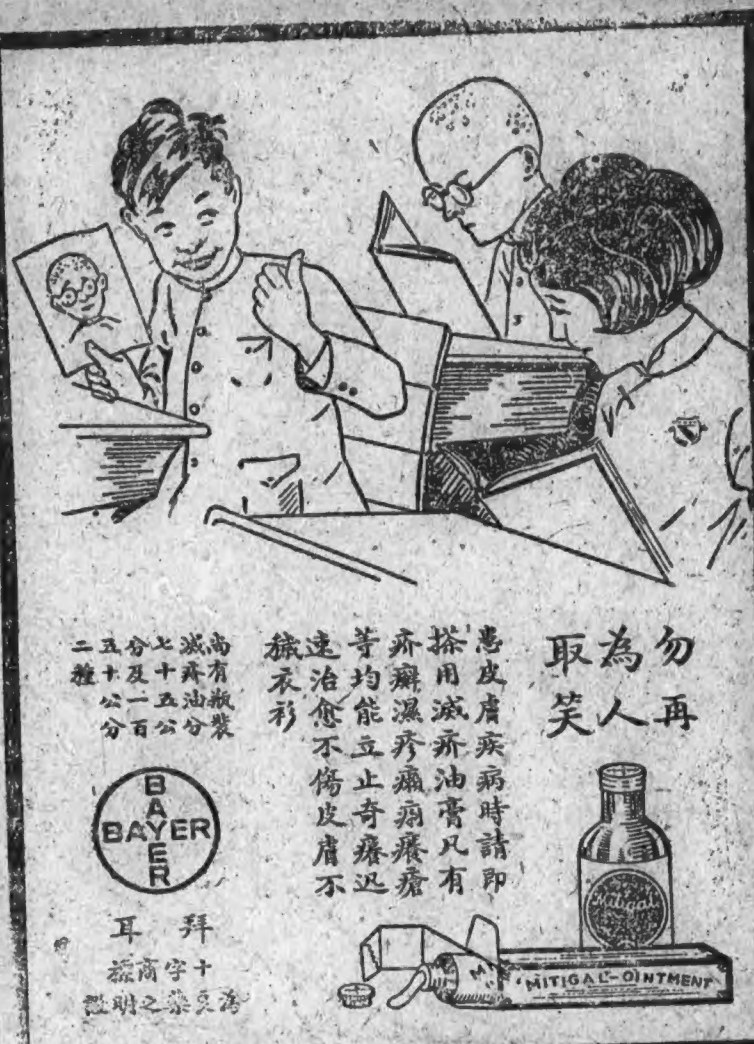 勿再
為人
取笑
患皮膚疾病時請即
搽用滅疥油膏凡有
疥癬濕疹癩痢癢瘡
等均能立止奇癢迅
速治愈不傷皮膚不
穢衣衫
尚有瓶裝
滅疥油分
七十五公
分及一百
五十公分
二種
BAYER
BAYER
拜耳
十字商標
為真藥之明證
Mitigal
"MITIGAL"-OINTMENT